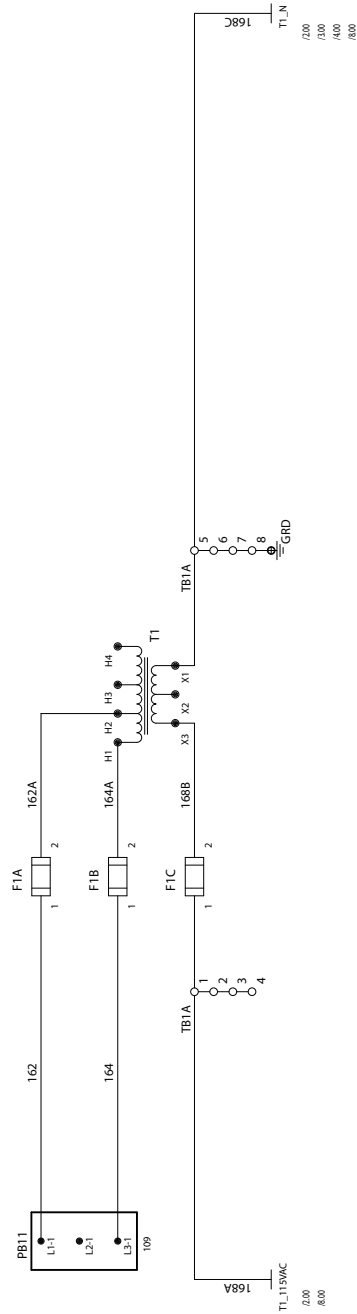 PB11
L1-1
L2-1
L3-1
109
162
164
1
F1A
2
1
F1B
2
162A
164A
H1
H2
H3
H4
T1
X3
X2
X1
168A
T1_115VAC
/2.00
/8.00
TB1A
1
2
3
4
1
F1C
2
168B
TB1A
5
6
7
8
GRD
168C
T1_N
/2.00
/3.00
/4.00
/8.00